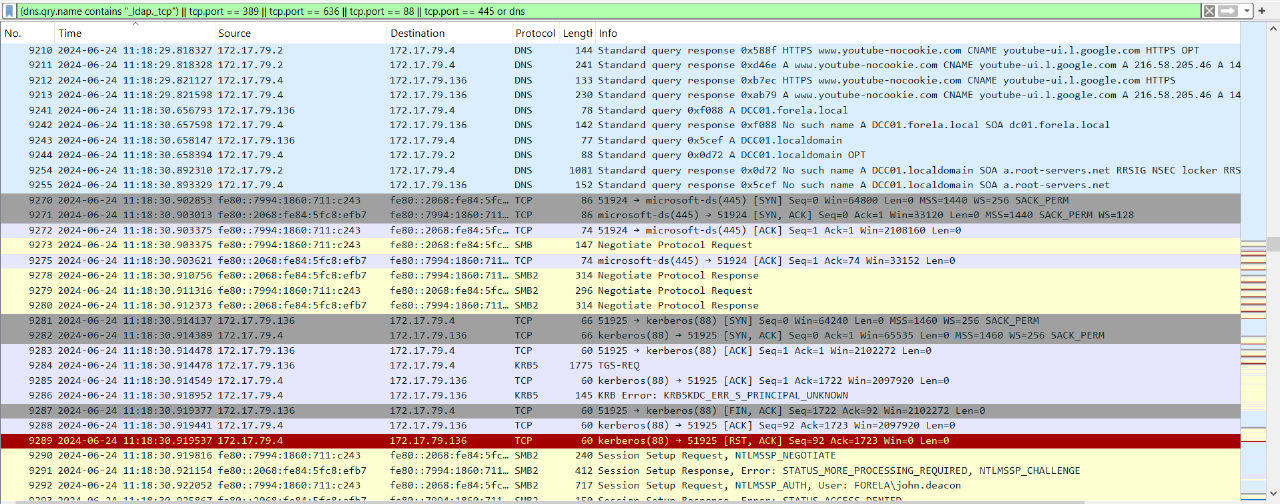 (dns.qry.name contains "_ldap._tcp") || tcp.port == 389 || tcp.port == 636 || tcp.port == 88 || tcp.port == 445 or dns
No. Time Source Destination Protocol Length Info
9210 2024-06-24 11:18:29.818327 172.17.79.2 172.17.79.4 DNS 144 Standard query response 0x588f HTTPS www.youtube-nocookie.com CNAME youtube-ui.l.google.com HTTPS OPT
9211 2024-06-24 11:18:29.818328 172.17.79.2 172.17.79.4 DNS 241 Standard query response 0xd46e A www.youtube-nocookie.com CNAME youtube-ui.l.google.com A 216.58.205.46 A 14
9212 2024-06-24 11:18:29.821127 172.17.79.4 172.17.79.136 DNS 133 Standard query response 0xb7ec HTTPS www.youtube-nocookie.com CNAME youtube-ui.l.google.com HTTPS
9213 2024-06-24 11:18:29.821598 172.17.79.4 172.17.79.136 DNS 230 Standard query response 0xab79 A www.youtube-nocookie.com CNAME youtube-ui.l.google.com A 216.58.205.46 A 14
9241 2024-06-24 11:18:30.656793 172.17.79.136 172.17.79.4 DNS 78 Standard query 0xf088 A DCC01.forela.local
9242 2024-06-24 11:18:30.657598 172.17.79.4 172.17.79.136 DNS 142 Standard query response 0xf088 No such name A DCC01.forela.local SOA dc01.forela.local
9243 2024-06-24 11:18:30.658147 172.17.79.136 172.17.79.4 DNS 77 Standard query 0x5cef A DCC01.localdomain
9244 2024-06-24 11:18:30.658394 172.17.79.4 172.17.79.2 DNS 88 Standard query 0x0d72 A DCC01.localdomain OPT
9254 2024-06-24 11:18:30.892310 172.17.79.2 172.17.79.4 DNS 1081 Standard query response 0x0d72 No such name A DCC01.localdomain SOA a.root-servers.net RRSIG NSEC locker RRS
9255 2024-06-24 11:18:30.893329 172.17.79.4 172.17.79.136 DNS 152 Standard query response 0x5cef No such name A DCC01.localdomain SOA a.root-servers.net
9270 2024-06-24 11:18:30.902853 fe80::7994:1860:711:c243 fe80::2068:fe84:5fc… TCP 86 51924 → microsoft-ds(445) [SYN] Seq=0 Win=64800 Len=0 MSS=1440 WS=256 SACK_PERM
9271 2024-06-24 11:18:30.903013 fe80::2068:fe84:5fc8:efb7 fe80::7994:1860:711… TCP 86 microsoft-ds(445) → 51924 [SYN, ACK] Seq=0 Ack=1 Win=33120 Len=0 MSS=1440 SACK_PERM WS=128
9272 2024-06-24 11:18:30.903375 fe80::7994:1860:711:c243 fe80::2068:fe84:5fc… TCP 74 51924 → microsoft-ds(445) [ACK] Seq=1 Ack=1 Win=2108160 Len=0
9273 2024-06-24 11:18:30.903375 fe80::7994:1860:711:c243 fe80::2068:fe84:5fc… SMB 147 Negotiate Protocol Request
9275 2024-06-24 11:18:30.903621 fe80::2068:fe84:5fc8:efb7 fe80::7994:1860:711… TCP 74 microsoft-ds(445) → 51924 [ACK] Seq=1 Ack=74 Win=33152 Len=0
9278 2024-06-24 11:18:30.910756 fe80::2068:fe84:5fc8:efb7 fe80::7994:1860:711… SMB2 314 Negotiate Protocol Response
9279 2024-06-24 11:18:30.911316 fe80::7994:1860:711:c243 fe80::2068:fe84:5fc… SMB2 296 Negotiate Protocol Request
9280 2024-06-24 11:18:30.912373 fe80::2068:fe84:5fc8:efb7 fe80::7994:1860:711… SMB2 314 Negotiate Protocol Response
9281 2024-06-24 11:18:30.914137 172.17.79.136 172.17.79.4 TCP 66 51925 → kerberos(88) [SYN] Seq=0 Win=64240 Len=0 MSS=1460 WS=256 SACK_PERM
9282 2024-06-24 11:18:30.914389 172.17.79.4 172.17.79.136 TCP 66 kerberos(88) → 51925 [SYN, ACK] Seq=0 Ack=1 Win=65535 Len=0 MSS=1460 WS=256 SACK_PERM
9283 2024-06-24 11:18:30.914478 172.17.79.136 172.17.79.4 TCP 60 51925 → kerberos(88) [ACK] Seq=1 Ack=1 Win=2102272 Len=0
9284 2024-06-24 11:18:30.914478 172.17.79.136 172.17.79.4 KRB5 1775 TGS-REQ
9285 2024-06-24 11:18:30.914549 172.17.79.4 172.17.79.136 TCP 60 kerberos(88) → 51925 [ACK] Seq=1 Ack=1722 Win=2097920 Len=0
9286 2024-06-24 11:18:30.918952 172.17.79.4 172.17.79.136 KRB5 145 KRB Error: KRB5KDC_ERR_S_PRINCIPAL_UNKNOWN
9287 2024-06-24 11:18:30.919377 172.17.79.136 172.17.79.4 TCP 60 51925 → kerberos(88) [FIN, ACK] Seq=1722 Ack=92 Win=2102272 Len=0
9288 2024-06-24 11:18:30.919441 172.17.79.4 172.17.79.136 TCP 60 kerberos(88) → 51925 [ACK] Seq=92 Ack=1723 Win=2097920 Len=0
9289 2024-06-24 11:18:30.919537 172.17.79.4 172.17.79.136 TCP 60 kerberos(88) → 51925 [RST, ACK] Seq=92 Ack=1723 Win=0 Len=0
9290 2024-06-24 11:18:30.919816 fe80::7994:1860:711:c243 fe80::2068:fe84:5fc… SMB2 240 Session Setup Request, NTLMSSP_NEGOTIATE
9291 2024-06-24 11:18:30.921154 fe80::2068:fe84:5fc8:efb7 fe80::7994:1860:711… SMB2 412 Session Setup Response, Error: STATUS_MORE_PROCESSING_REQUIRED, NTLMSSP_CHALLENGE
9292 2024-06-24 11:18:30.922052 fe80::7994:1860:711:c243 fe80::2068:fe84:5fc… SMB2 717 Session Setup Request, NTLMSSP_AUTH, User: FORELA\john.deacon